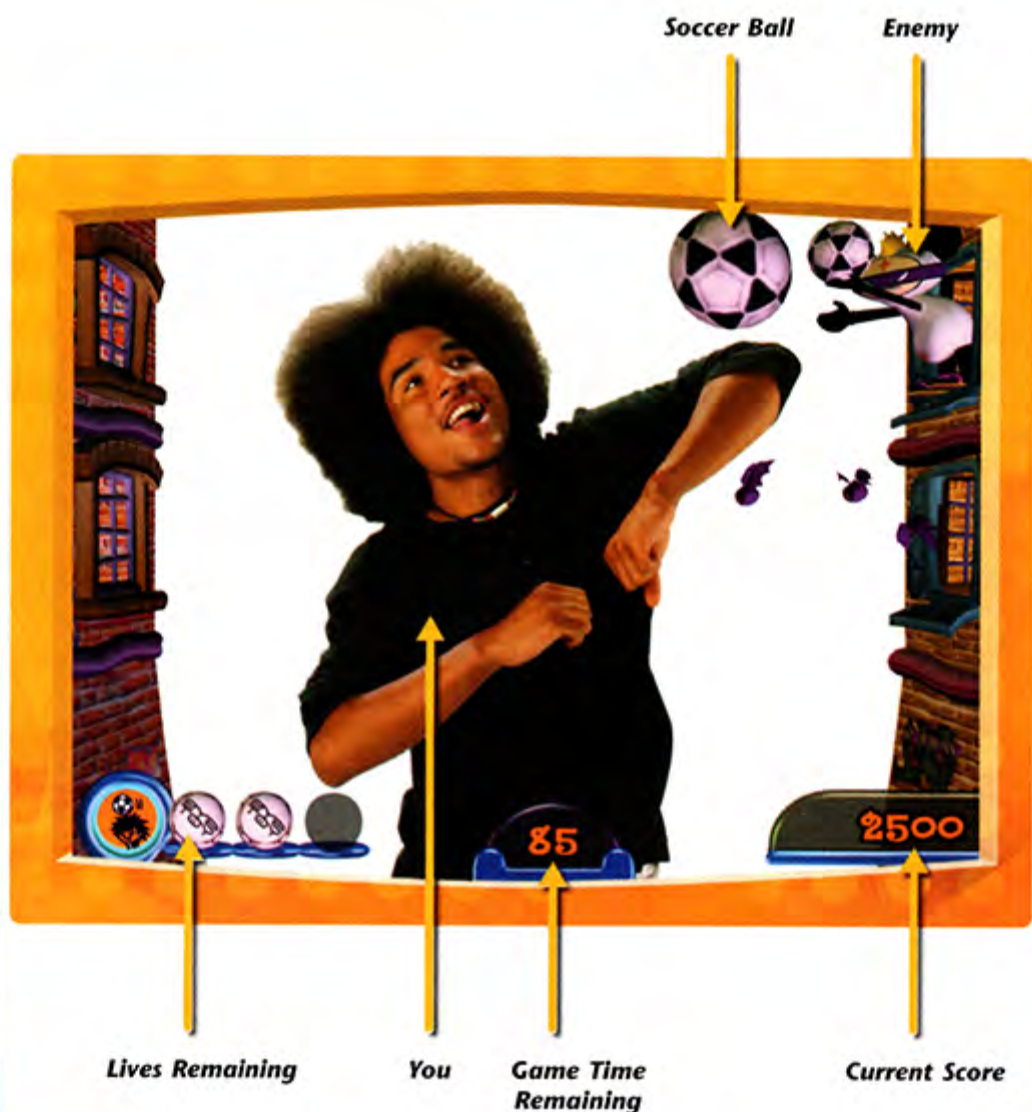 Soccer Ball
Enemy
85
2500
Lives Remaining
You
Game Time
Remaining
Current Score